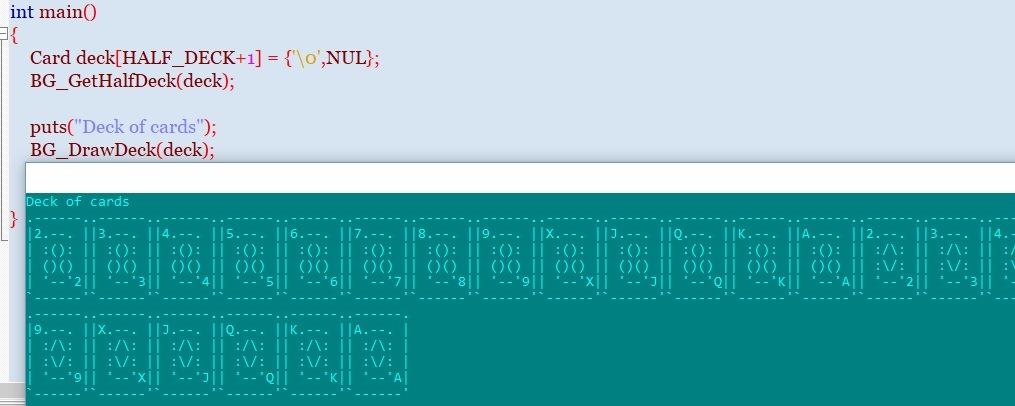 int main()
{
Card deck[HALF_DECK+1] = {'\0',NUL};
BG_GetHalfDeck(deck);
puts("Deck of cards");
BG_DrawDeck(deck);
}
Deck of cards
.------..------..------..------..------..------..------..------..------..------..------..------..------..------..------..----
|2.--. ||3.--. ||4.--. ||5.--. ||6.--. ||7.--. ||8.--. ||9.--. ||X.--. ||J.--. ||Q.--. ||K.--. ||A.--. ||2.--. ||3.--. ||4.-
| :(): || :(): || :(): || :(): || :(): || :(): || :(): || :(): || :(): || :(): || :(): || :(): || :(): || :/\: || :/\: || :/
| ()() || ()() || ()() || ()() || ()() || ()() || ()() || ()() || ()() || ()() || ()() || ()() || ()() || :\/: || :\/: || :\
| '--'2|| '--'3|| '--'4|| '--'5|| '--'6|| '--'7|| '--'8|| '--'9|| '--'X|| '--'J|| '--'Q|| '--'K|| '--'A|| '--'2|| '--'3|| '-
`------'`------'`------'`------'`------'`------'`------'`------'`------'`------'`------'`------'`------'`------'`------'`---
.------..------..------..------..------..------.
|9.--. ||X.--. ||J.--. ||Q.--. ||K.--. ||A.--. |
| :/\: || :/\: || :/\: || :/\: || :/\: || :/\: |
| :\/: || :\/: || :\/: || :\/: || :\/: || :\/: |
| '--'9|| '--'X|| '--'J|| '--'Q|| '--'K|| '--'A|
`------'`------'`------'`------'`------'`------'